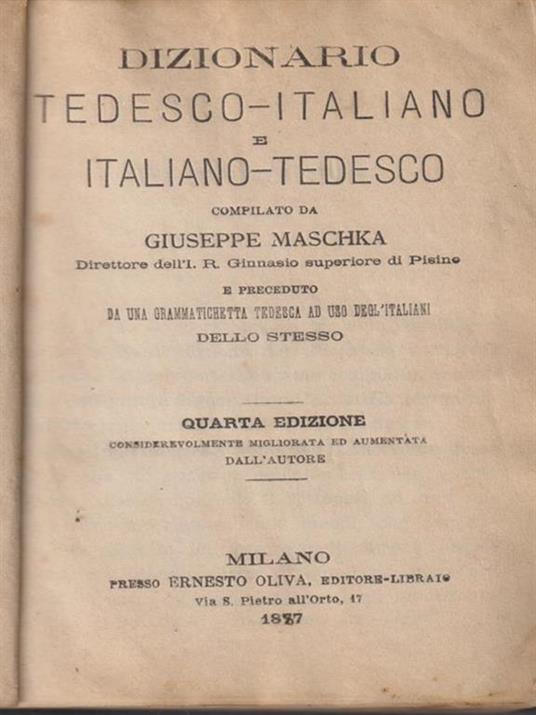 DIZIONARIO
TEDESCO-ITALIANO
E
ITALIANO-TEDESCO
COMPILATO DA
GIUSEPPE MASCHKA
Direttore dell'I. R. Ginnasio superiore di Pisino
E PRECEDUTO
DA UNA GRAMMATICHETTA TEDESCA AD USO DEGL'ITALIANI
DELLO STESSO
QUARTA EDIZIONE
CONSIDEREVOLMENTE MIGLIORATA ED AUMENTATA
DALL'AUTORE
MILANO
PRESSO ERNESTO OLIVA, EDITORE-LIBRAIO
Via S. Pietro all'Orto, 17